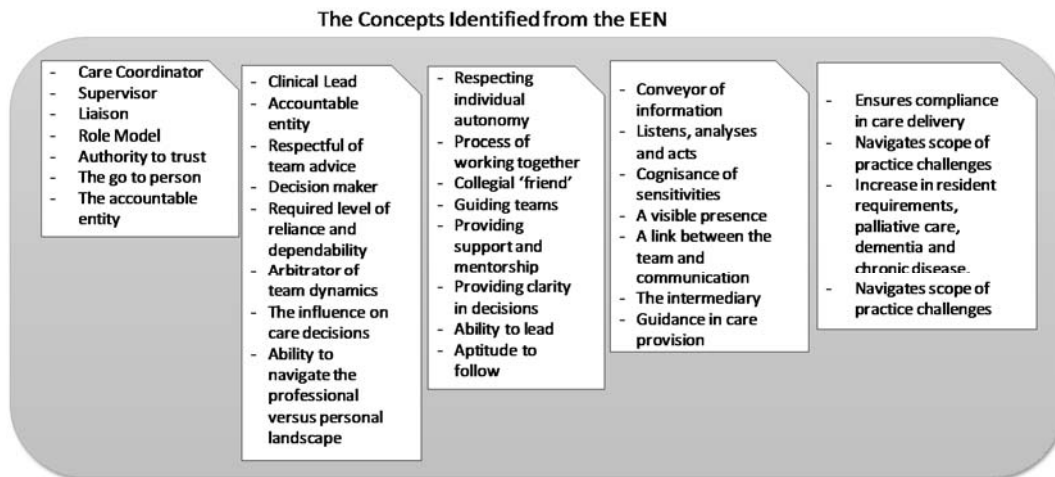 The Concepts Identified from the EEN
- Care Coordinator
- Supervisor
- Liaison
- Role Model
- Authority to trust
- The go to person
- The accountable
entity
- Clinical Lead
- Accountable
entity
- Respectful of
team advice
- Decision maker
- Required level of
reliance and
dependability
- Arbitrator of
team dynamics
- The influence on
care decisions
- Ability to
navigate the
professional
versus personal
landscape
- Respecting
individual
autonomy
- Process of
working together
- Collegial ‘friend’
- Guiding teams
- Providing
support and
mentorship
- Providing clarity
in decisions
- Ability to lead
- Aptitude to
follow
- Conveyor of
information
- Listens, analyses
and acts
- Cognisance of
sensitivities
- A visible presence
- A link between the
team and
communication
- The intermediary
- Guidance in care
provision
- Ensures compliance
in care delivery
- Navigates scope of
practice challenges
- Increase in resident
requirements,
palliative care,
dementia and
chronic disease.
- Navigates scope of
practice challenges